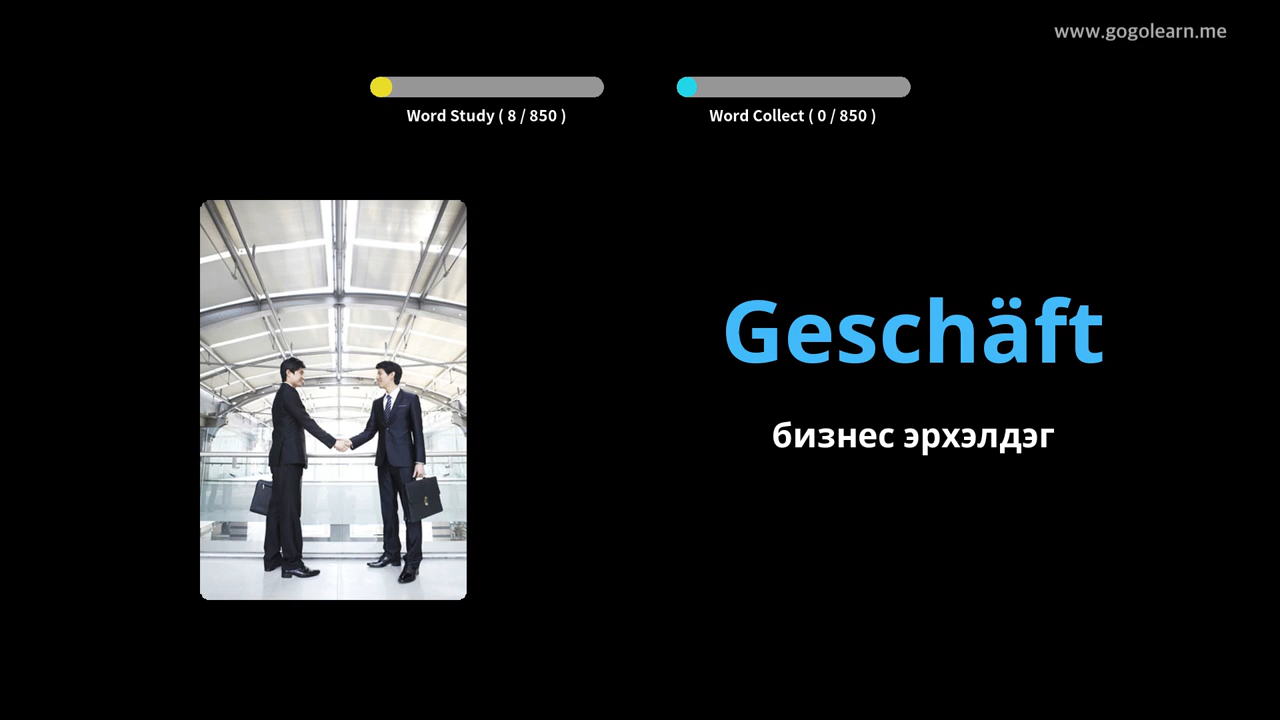 www.gogolearn.me
Word Study ( 8 / 850 )
Word Collect ( 0 / 850 )
Geschäft
бизнес эрхэлдэг